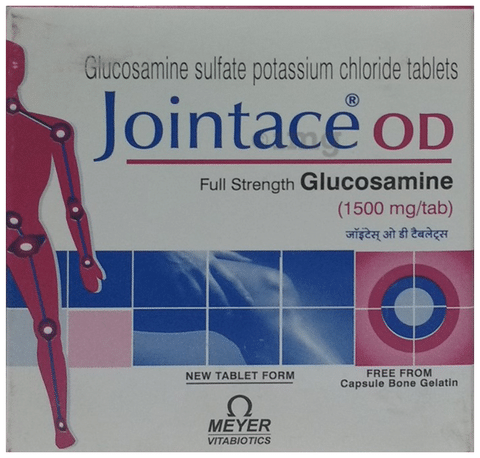 Glucosamine sulfate potassium chloride tablets
Jointace® OD
Full Strength Glucosamine
(1500 mg/tab)
जॉइंटेस् ओ डी टैबलेट्स
NEW TABLET FORM
FREE FROM
Capsule Bone Gelatin
MEYER
VITABIOTICS